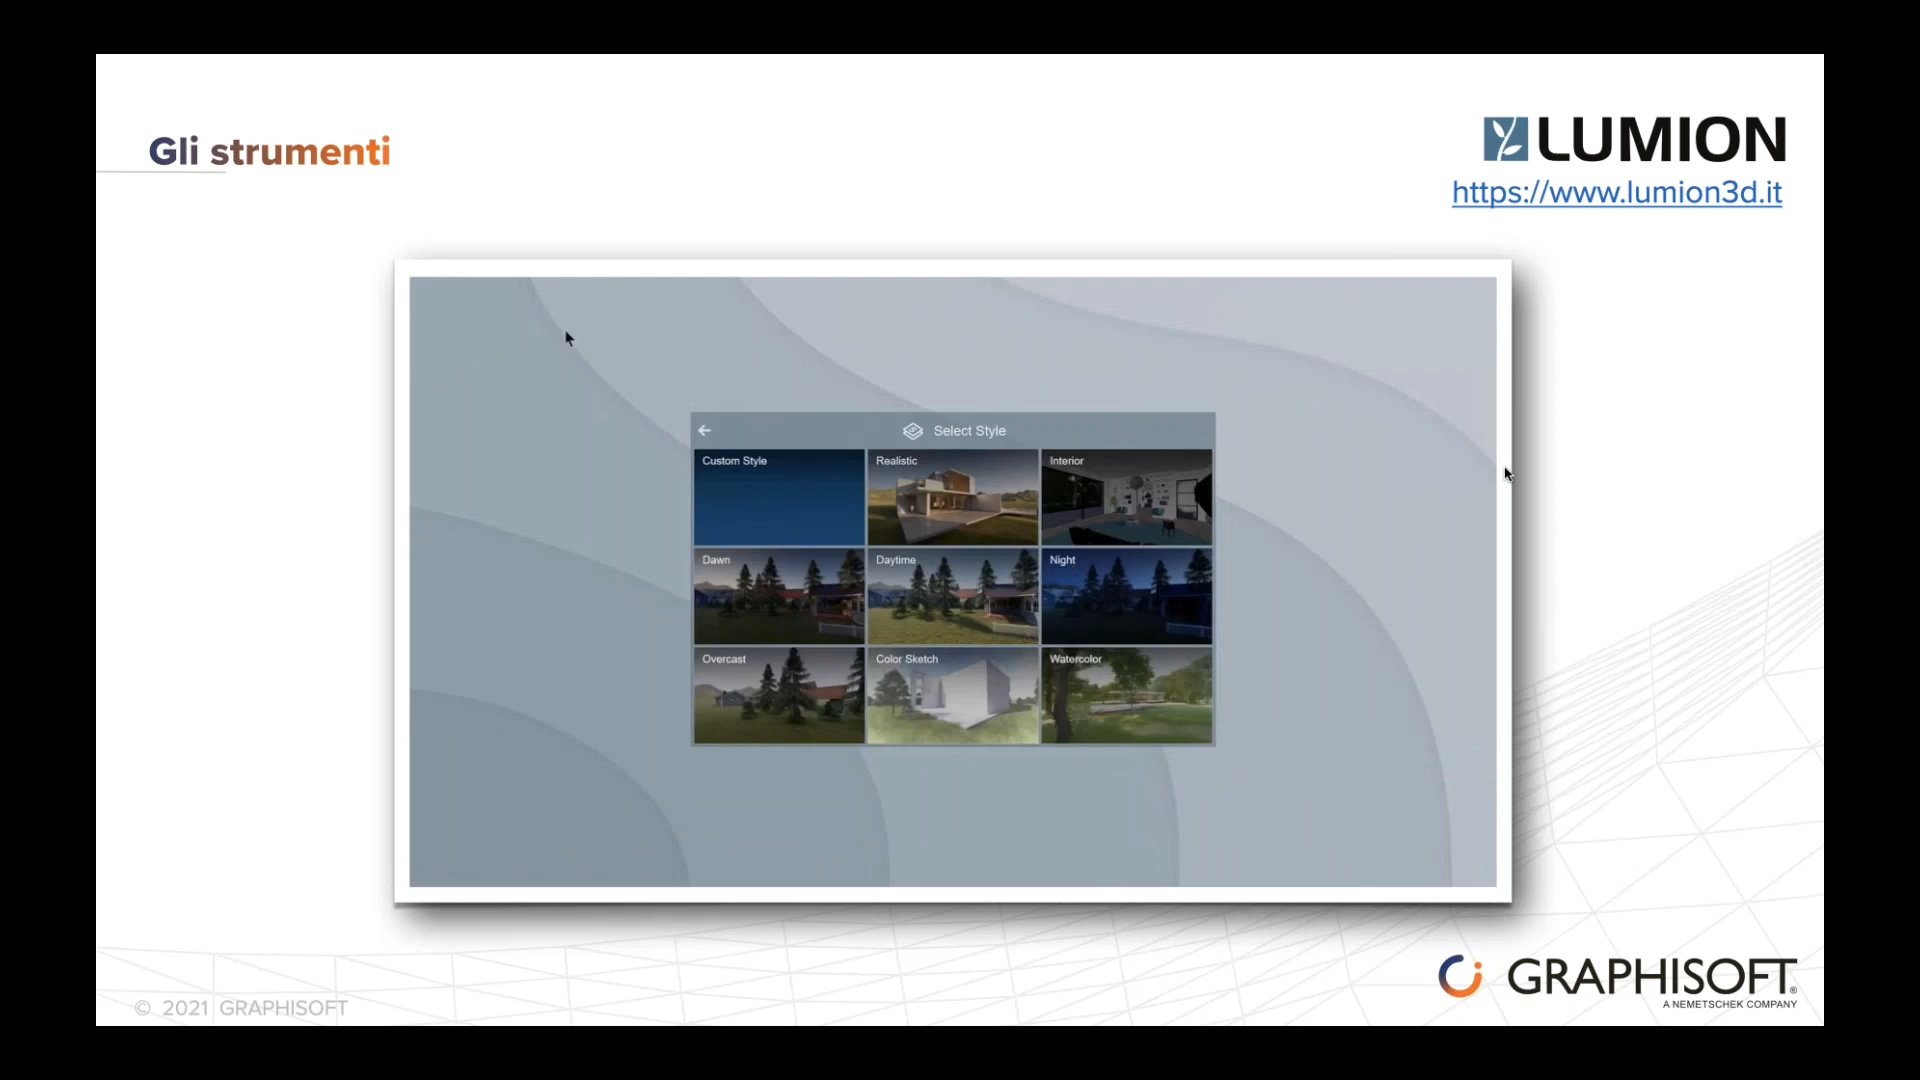 Gli strumenti
LUMION
https://www.lumion3d.it
Select Style
Custom Style
Realistic
Interior
Dawn
Daytime
Night
Overcast
Color Sketch
Watercolor
GRAPHISOFT®
A NEMETSCHEK COMPANY
© 2021 GRAPHISOFT